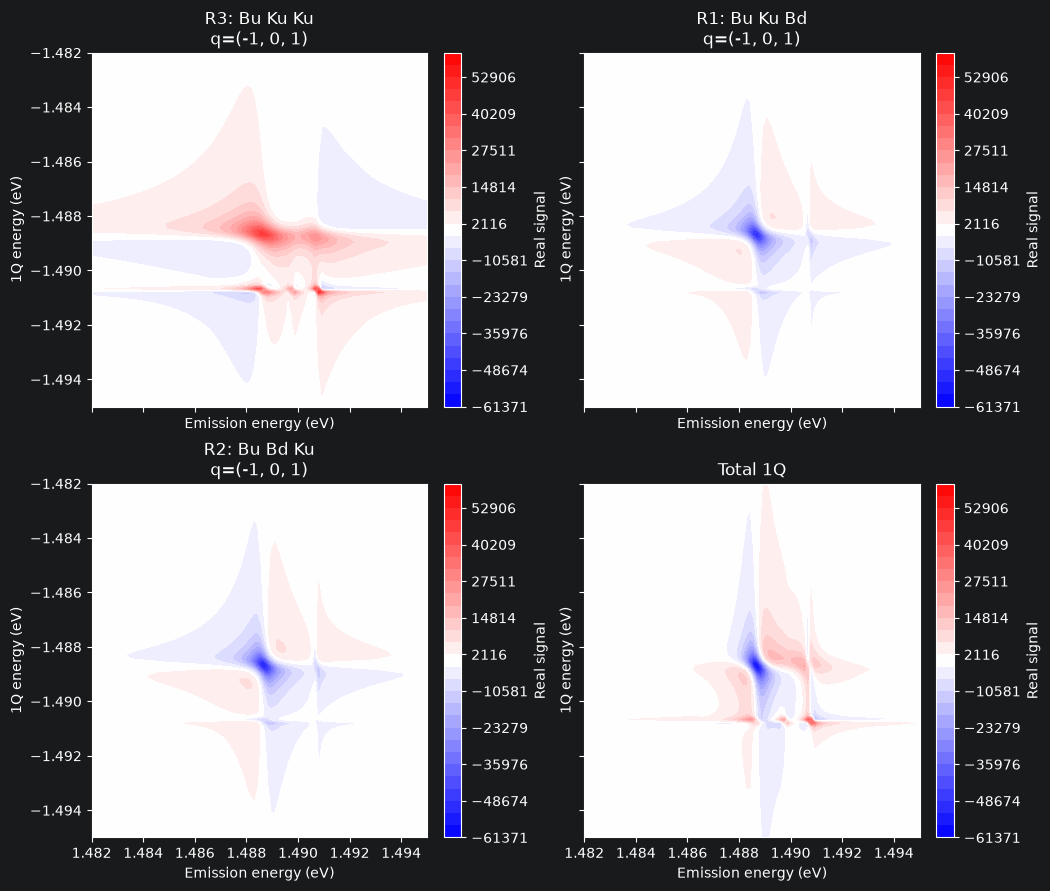 R3: Bu Ku Ku
q=(-1, 0, 1)
−1.482
−1.484
−1.486
−1.488
−1.490
−1.492
−1.494
1Q energy (eV)
Emission energy (eV)
52906
40209
27511
14814
2116
−10581
−23279
−35976
−48674
−61371
Real signal
R1: Bu Ku Bd
q=(-1, 0, 1)
1Q energy (eV)
Emission energy (eV)
52906
40209
27511
14814
2116
−10581
−23279
−35976
−48674
−61371
Real signal
R2: Bu Bd Ku
q=(-1, 0, 1)
−1.482
−1.484
−1.486
−1.488
−1.490
−1.492
−1.494
1Q energy (eV)
1.482 1.484 1.486 1.488 1.490 1.492 1.494
Emission energy (eV)
52906
40209
27511
14814
2116
−10581
−23279
−35976
−48674
−61371
Real signal
Total 1Q
1Q energy (eV)
1.482 1.484 1.486 1.488 1.490 1.492 1.494
Emission energy (eV)
52906
40209
27511
14814
2116
−10581
−23279
−35976
−48674
−61371
Real signal